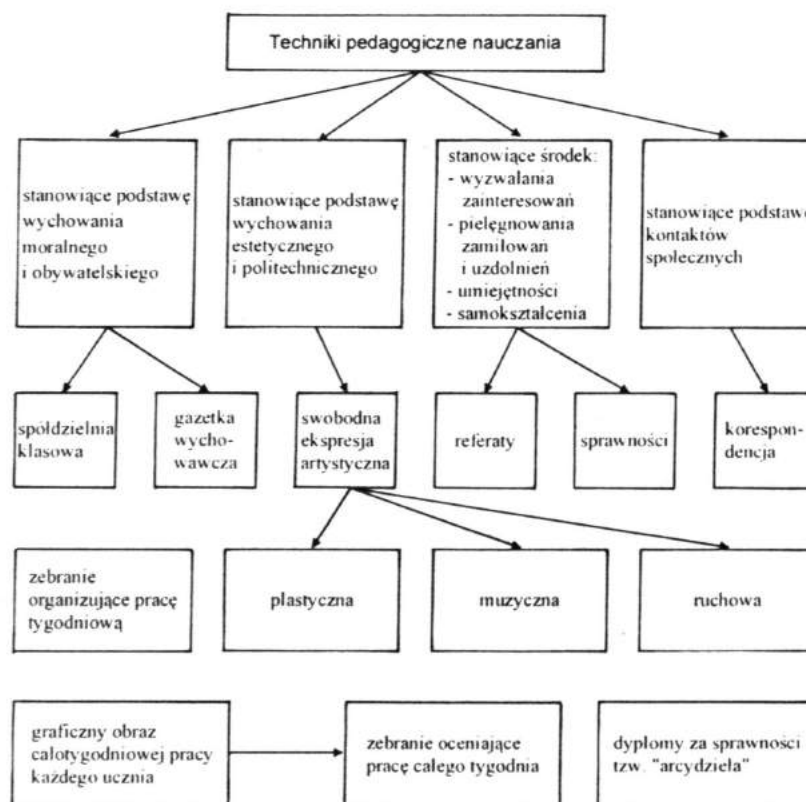 Techniki pedagogiczne nauczania
stanowiące podstawę
wychowania
moralnego
i obywatelskiego
stanowiące podstawę
wychowania
estetycznego
i politechnicznego
stanowiące środek:
- wyzwalania
zainteresowań
- pielęgnowania
zamiłowań
i uzdolnień
- umiejętności
- samokształcenia
stanowiące podstawę
kontaktów
społecznych
spółdzielnia
klasowa
gazetka
wycho-
wawcza
swobodna
ekspresja
artystyczna
referaty
sprawności
korespon-
dencja
zebranie
organizujące pracę
tygodniową
plastyczna
muzyczna
ruchowa
graficzny obraz
całotygodniowej pracy
każdego ucznia
zebranie oceniające
pracę całego tygodnia
dyplomy za sprawności
tzw. "arcydzieła"